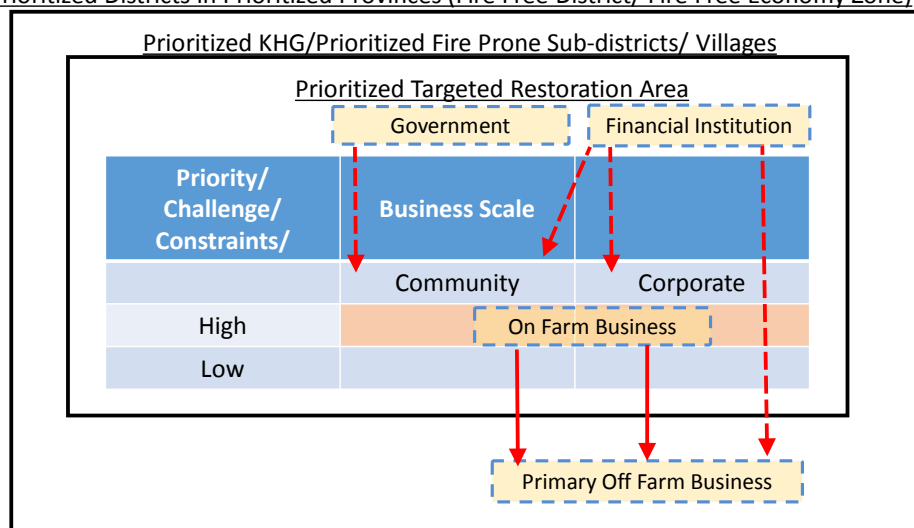 Prioritized KHG/Prioritized Fire Prone Sub-districts/ Villages
Prioritized Targeted Restoration Area
Government
Financial Institution
Priority/
Challenge/
Constraints/
Business Scale
Community
Corporate
High
On Farm Business
Low
Primary Off Farm Business